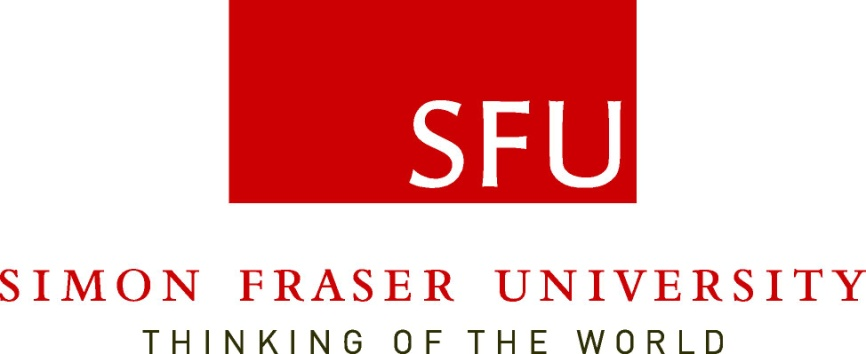 SFU
SIMON FRASER UNIVERSITY
THINKING OF THE WORLD